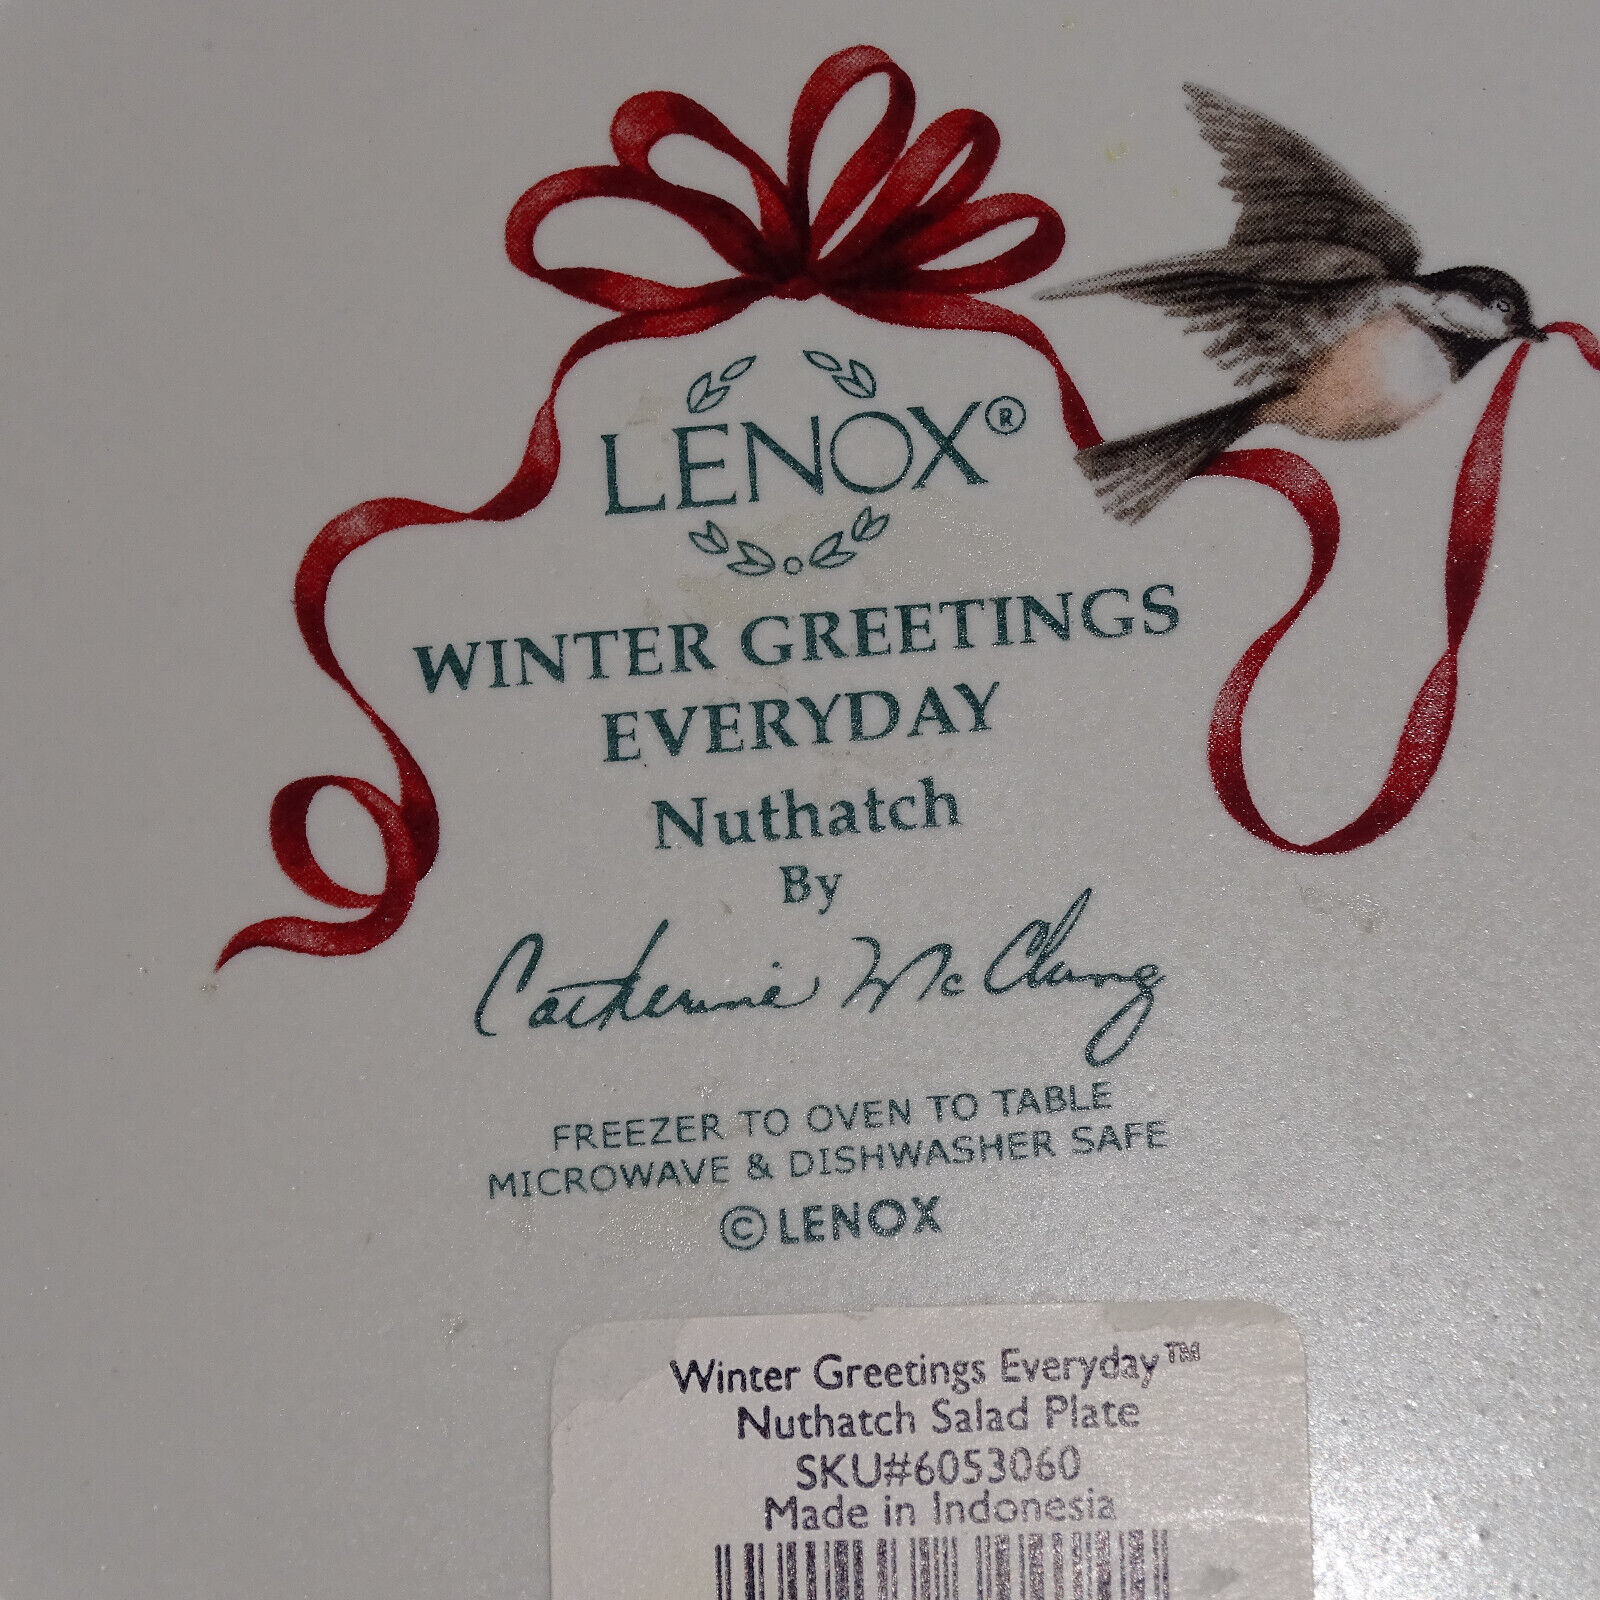 LENOX®
WINTER GREETINGS
EVERYDAY
Nuthatch
By
Catherine McClung
FREEZER TO OVEN TO TABLE
MICROWAVE & DISHWASHER SAFE
© LENOX
Winter Greetings Everyday™
Nuthatch Salad Plate
SKU#6053060
Made in Indonesia